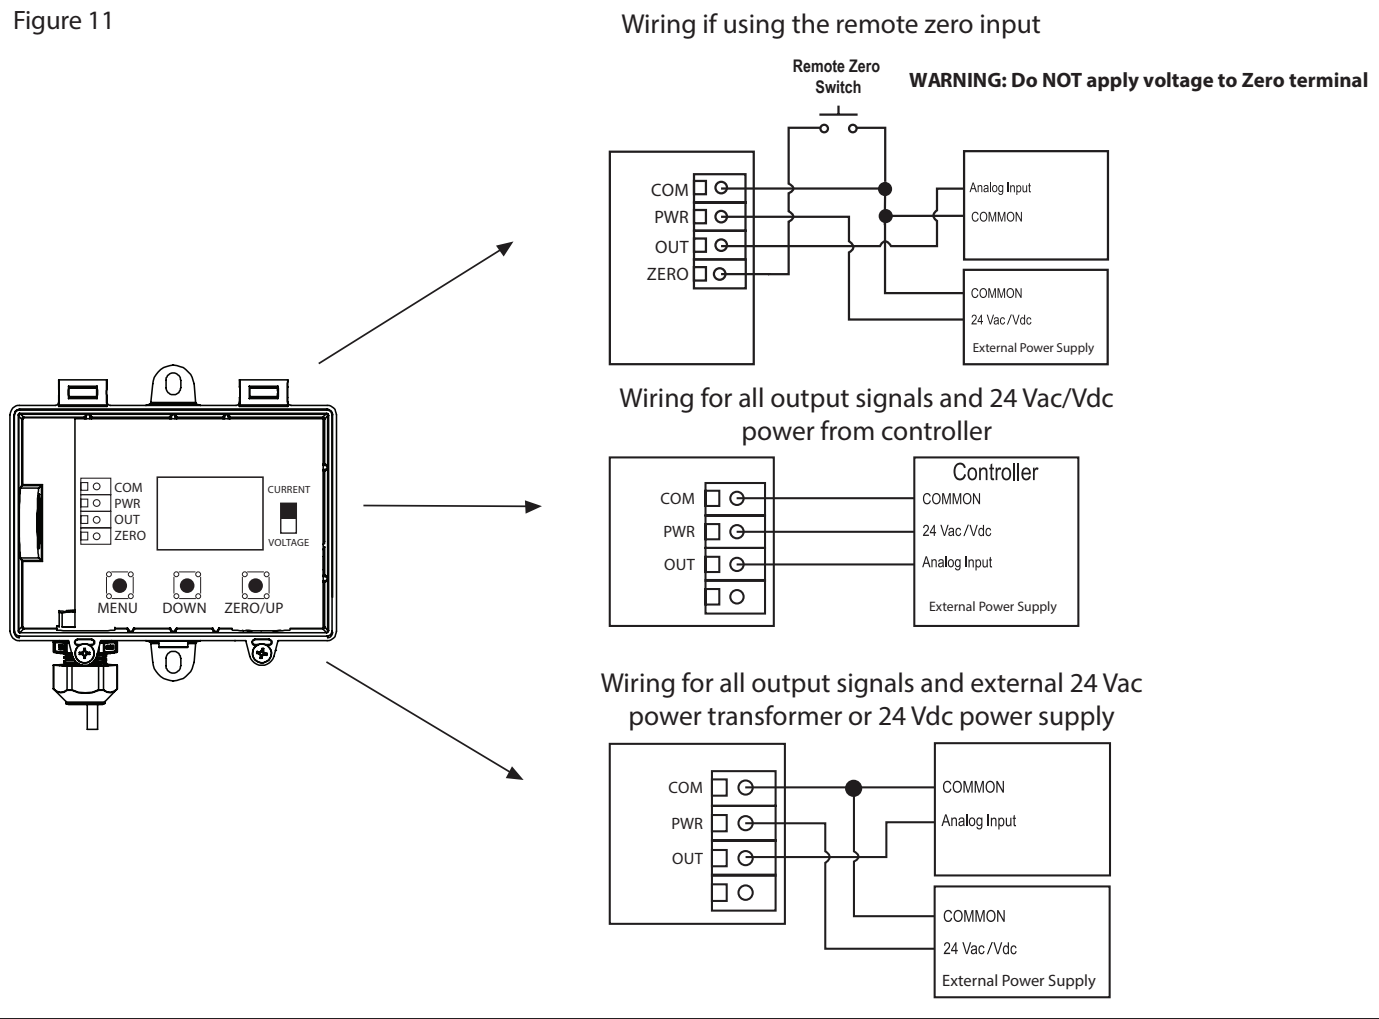 Figure 11
Wiring if using the remote zero input
Remote Zero
Switch
WARNING: Do NOT apply voltage to Zero terminal
COM
PWR
OUT
ZERO
Analog Input
COMMON
COMMON
24 Vac/Vdc
External Power Supply
Wiring for all output signals and 24 Vac/Vdc
power from controller
COM
PWR
OUT
Controller
COMMON
24 Vac/Vdc
Analog Input
External Power Supply
COM
PWR
OUT
ZERO
CURRENT
VOLTAGE
MENU
DOWN
ZERO/UP
Wiring for all output signals and external 24 Vac
power transformer or 24 Vdc power supply
COM
PWR
OUT
COMMON
Analog Input
COMMON
24 Vac/Vdc
External Power Supply